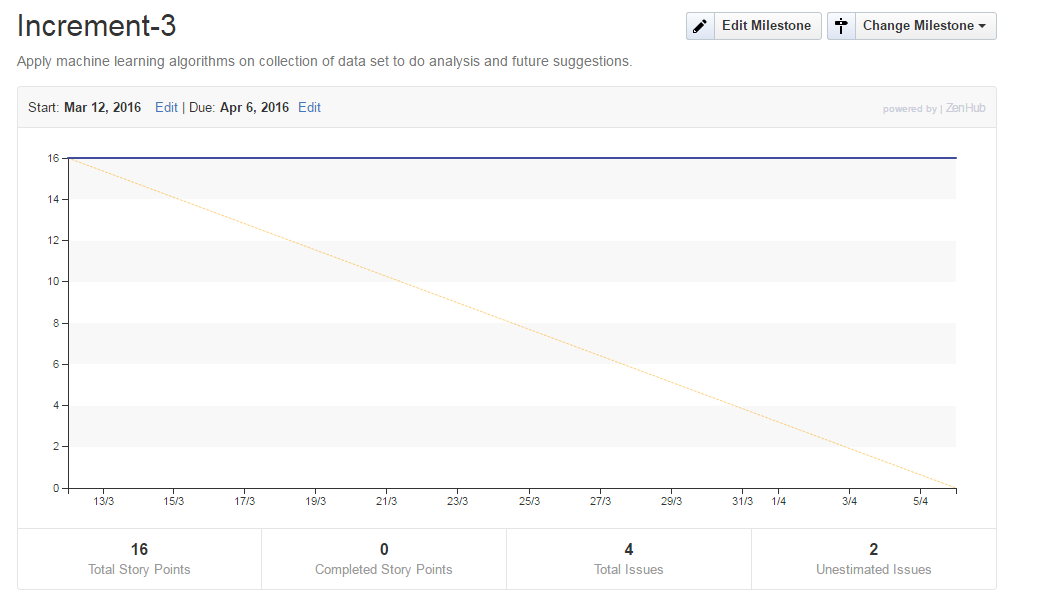 Increment-3
Edit Milestone
Change Milestone
Apply machine learning algorithms on collection of data set to do analysis and future suggestions.
Start: Mar 12, 2016 Edit | Due: Apr 6, 2016 Edit
powered by | ZenHub
16
14
12
10
8
6
4
2
0
13/3 15/3 17/3 19/3 21/3 23/3 25/3 27/3 29/3 31/3 1/4 3/4 5/4
16 0 4 2
Total Story Points Completed Story Points Total Issues Unestimated Issues